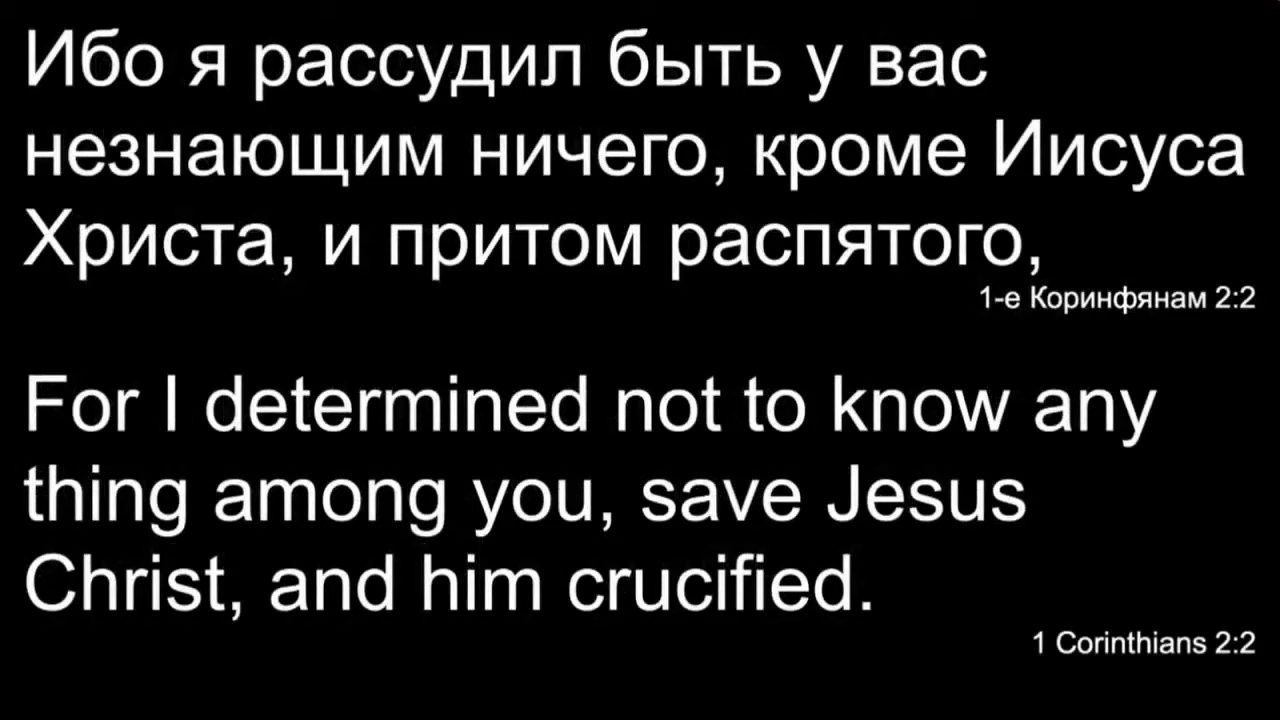 Ибо я рассудил быть у вас
незнающим ничего, кроме Иисуса
Христа, и притом распятого,
1-е Коринфянам 2:2
For I determined not to know any
thing among you, save Jesus
Christ, and him crucified.
1 Corinthians 2:2